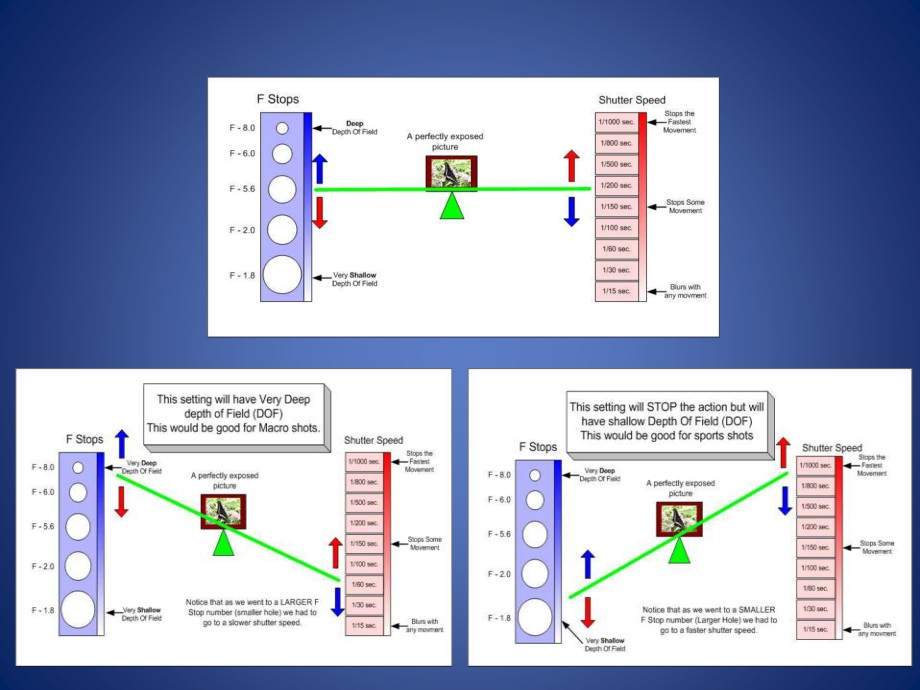 F Stops
F - 8.0
F - 6.0
F - 5.6
F - 2.0
F - 1.8
Deep
Depth Of Field
Very Shallow
Depth Of Field
A perfectly exposed
picture
Shutter Speed
1/1000 sec.
1/800 sec.
1/500 sec.
1/200 sec.
1/150 sec.
1/100 sec.
1/60 sec.
1/30 sec.
1/15 sec.
Stops the
Fastest
Movement
Stops Some
Movement
Blurs with
any movment
This setting will have Very Deep
depth of Field (DOF)
This would be good for Macro shots.
F Stops
F - 8.0
F - 6.0
F - 5.6
F - 2.0
F - 1.8
Very Deep
Depth Of Field
Very Shallow
Depth Of Field
A perfectly exposed
picture
Notice that as we went to a LARGER F
Stop number (smaller hole) we had to
go to a slower shutter speed.
Shutter Speed
1/1000 sec.
1/800 sec.
1/500 sec.
1/200 sec.
1/150 sec.
1/100 sec.
1/60 sec.
1/30 sec.
1/15 sec.
Stops the
Fastest
Movement
Stops Some
Movement
Blurs with
any movment
This setting will STOP the action but will
have shallow Depth Of Field (DOF)
This would be good for sports shots
F Stops
F - 8.0
F - 6.0
F - 5.6
F - 2.0
F - 1.8
Very Deep
Depth Of Field
Very Shallow
Depth Of Field
A perfectly exposed
picture
Notice that as we went to a SMALLER
F Stop number (Larger Hole) we had to
go to a faster shutter speed.
Shutter Speed
1/1000 sec.
1/800 sec.
1/500 sec.
1/200 sec.
1/150 sec.
1/100 sec.
1/60 sec.
1/30 sec.
1/15 sec.
Stops the
Fastest
Movement
Stops Some
Movement
Blurs with
any movment